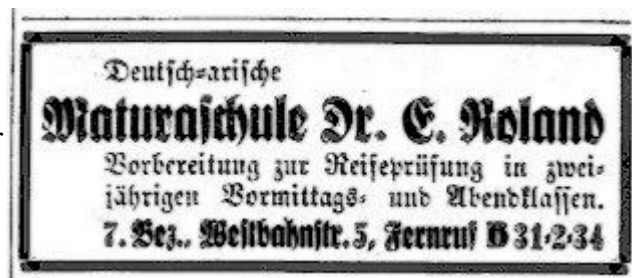 Deutsch-arische
Maturaschule Dr. E. Roland
Vorbereitung zur Reifeprüfung in zwei-
jährigen Vormittags- und Abendklassen.
7. Bez., Westbahnstr. 5, Fernruf B 31-2-34